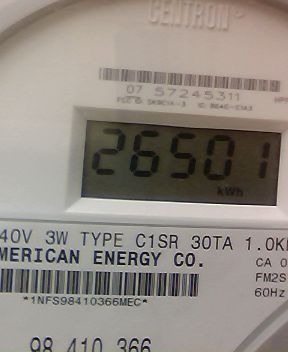 CENTRON
07 57245311
26501
kWh
40V 3W TYPE C1SR 30TA 1.0K
MERICAN ENERGY CO.
CA 0
FM2S
60Hz
*1NFS98410366MEC*
98 410 366